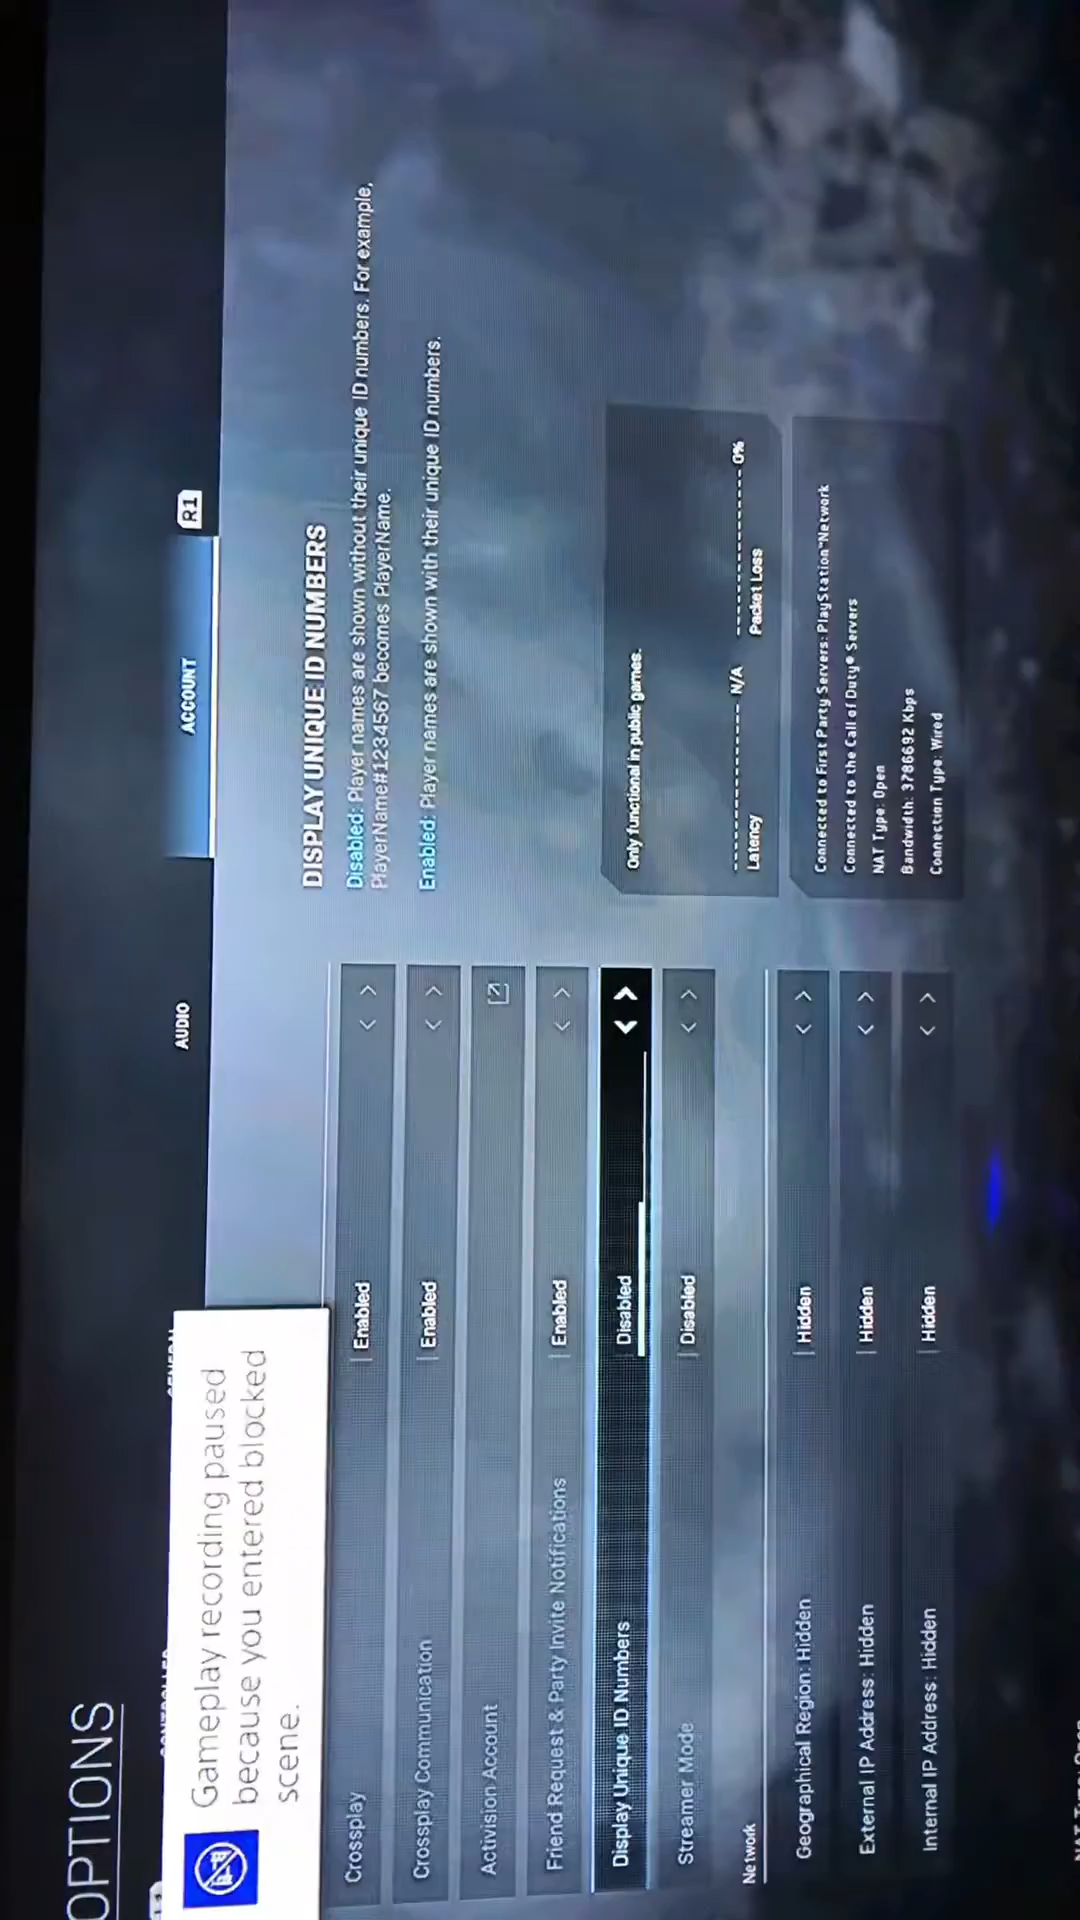 OPTIONS
Gameplay recording paused
because you entered blocked
scene.
AUDIO
ACCOUNT
R1
Crossplay
Enabled
Crossplay Communication
Enabled
Activision Account
Friend Request & Party Invite Notifications
Enabled
Display Unique ID Numbers
Disabled
Streamer Mode
Disabled
Network
Geographical Region: Hidden
Hidden
External IP Address: Hidden
Hidden
Internal IP Address: Hidden
Hidden
DISPLAY UNIQUE ID NUMBERS
Disabled: Player names are shown without their unique ID numbers. For example,
PlayerName#1234567 becomes PlayerName.
Enabled: Player names are shown with their unique ID numbers.
Only functional in public games.
N/A
0%
Latency
Packet Loss
Connected to First Party Servers: PlayStation™Network
Connected to the Call of Duty® Servers
NAT Type: Open
Bandwidth: 3786692 Kbps
Connection Type: Wired